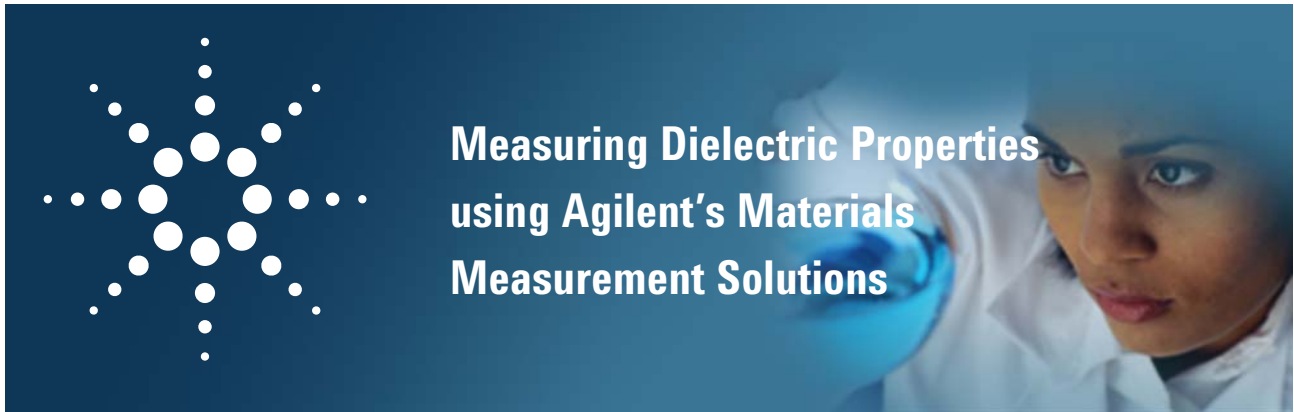 Measuring Dielectric Properties
using Agilent's Materials
Measurement Solutions